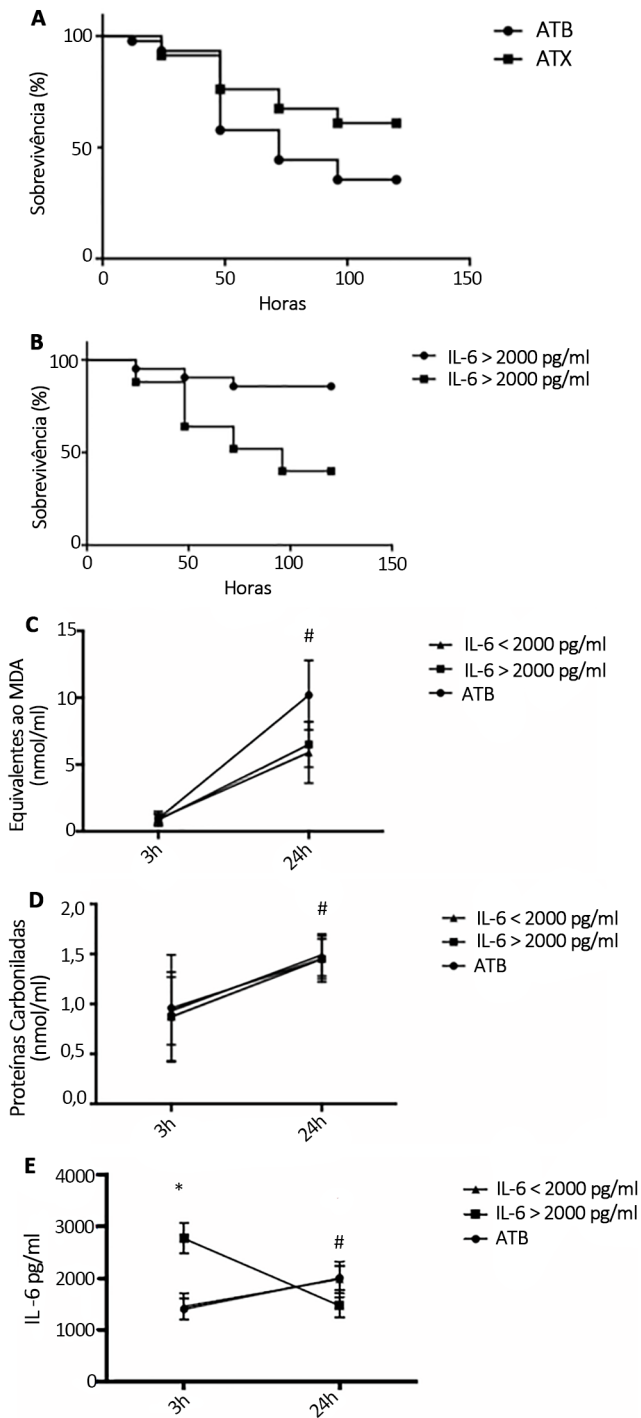 A
100
50
0
Sobrevivência (%)
0
50
100
150
Horas
ATB
ATX
B
100
50
0
Sobrevivência (%)
0
50
100
150
Horas
IL-6 > 2000 pg/ml
IL-6 > 2000 pg/ml
C
15
10
5
0
Equivalentes ao MDA
(nmol/ml)
#
3h
24h
IL-6 < 2000 pg/ml
IL-6 > 2000 pg/ml
ATB
D
2,0
1,5
1,0
0,5
0,0
Proteínas Carboniladas
(nmol/ml)
#
3h
24h
IL-6 < 2000 pg/ml
IL-6 > 2000 pg/ml
ATB
E
4000
3000
2000
1000
0
IL -6 pg/ml
*
#
3h
24h
IL-6 < 2000 pg/ml
IL-6 > 2000 pg/ml
ATB